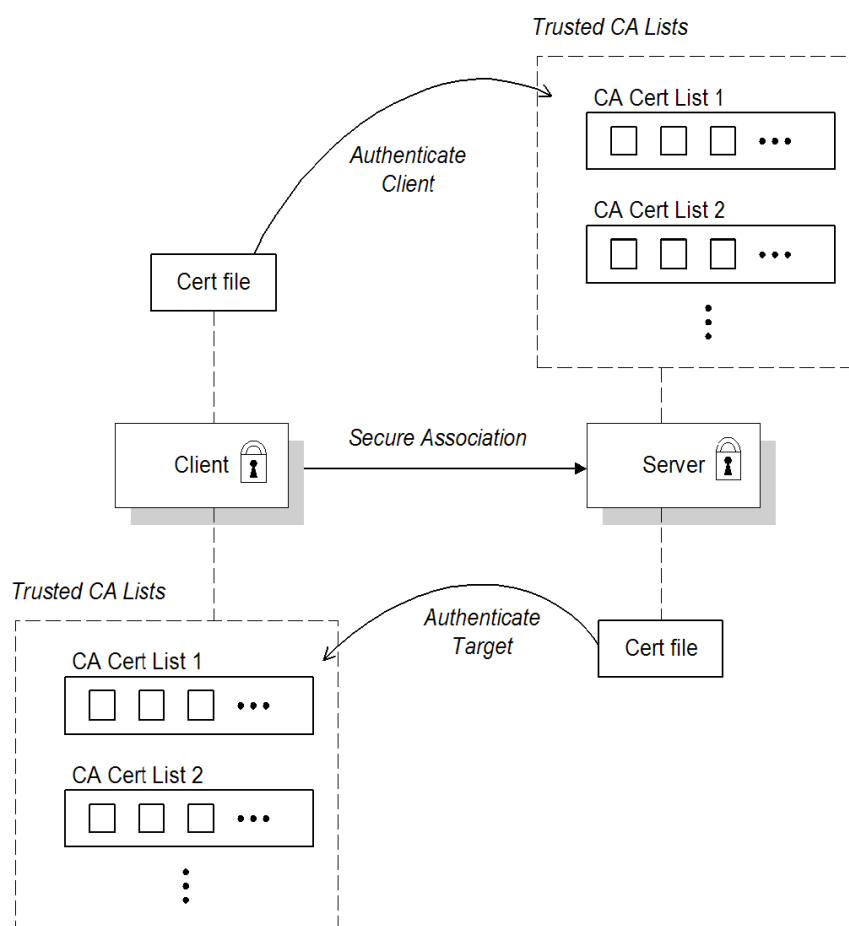 Trusted CA Lists
CA Cert List 1
Authenticate
Client
CA Cert List 2
Cert file
Secure Association
Client
Server
Trusted CA Lists
Authenticate
Target
Cert file
CA Cert List 1
CA Cert List 2